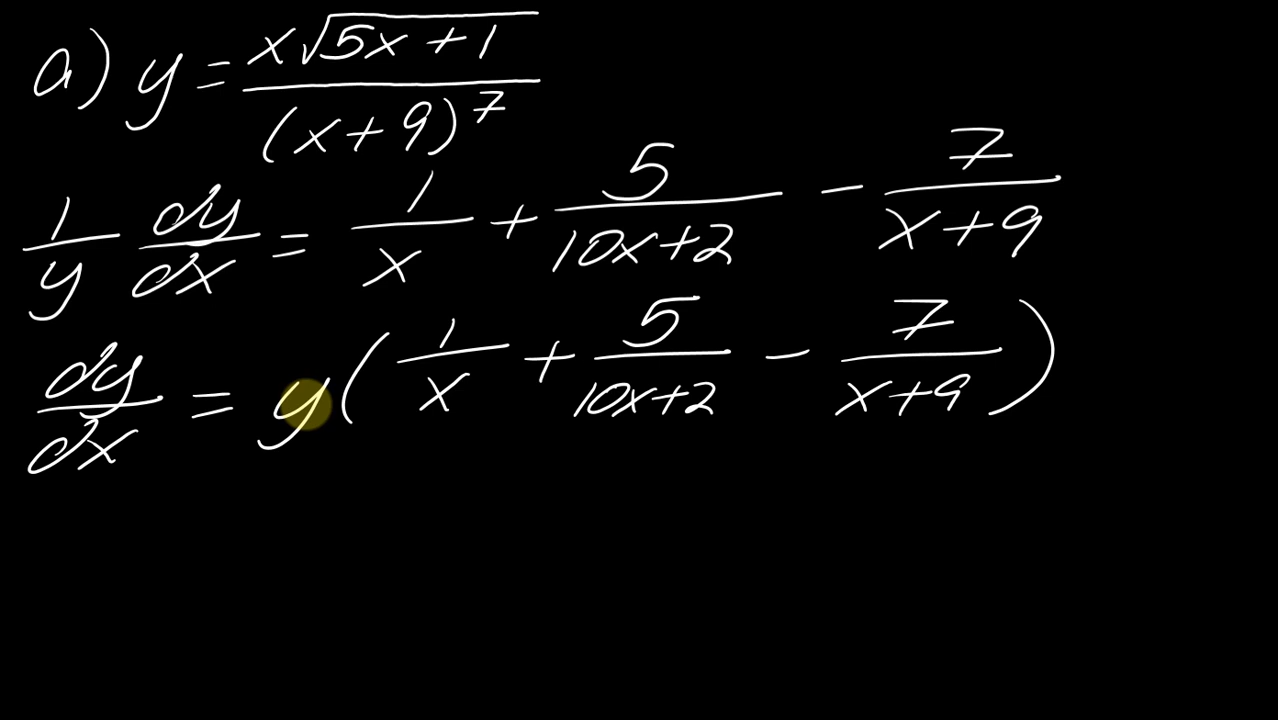 a) y = x√(5x + 1) / (x + 9)^7
1/y dy/dx = 1/x + 5/(10x+2) - 7/(x+9)
dy/dx = y(1/x + 5/(10x+2) - 7/(x+9))